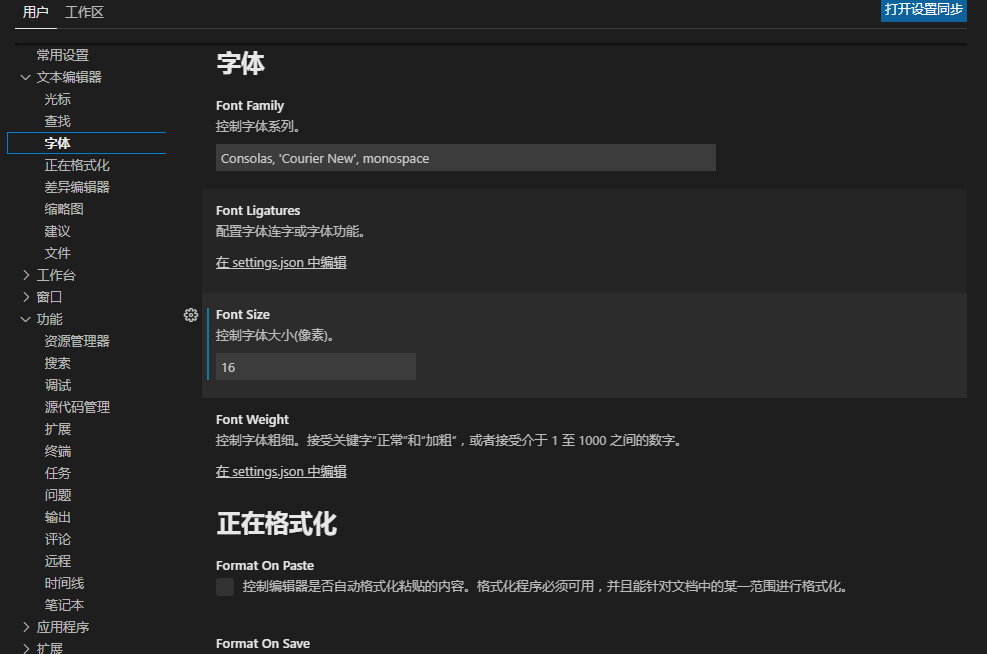 用户
工作区
打开设置同步
常用设置
文本编辑器
光标
查找
字体
正在格式化
差异编辑器
缩略图
建议
文件
工作台
窗口
功能
资源管理器
搜索
调试
源代码管理
扩展
终端
任务
问题
输出
评论
远程
时间线
笔记本
应用程序
扩展
字体
Font Family
控制字体系列。
Consolas, 'Courier New', monospace
Font Ligatures
配置字体连字或字体功能。
在 settings.json 中编辑
Font Size
控制字体大小(像素)。
16
Font Weight
控制字体粗细。接受关键字“正常”和“加粗”，或者接受介于 1 至 1000 之间的数字。
在 settings.json 中编辑
正在格式化
Format On Paste
控制编辑器是否自动格式化粘贴的内容。格式化程序必须可用，并且能针对文档中的某一范围进行格式化。
Format On Save